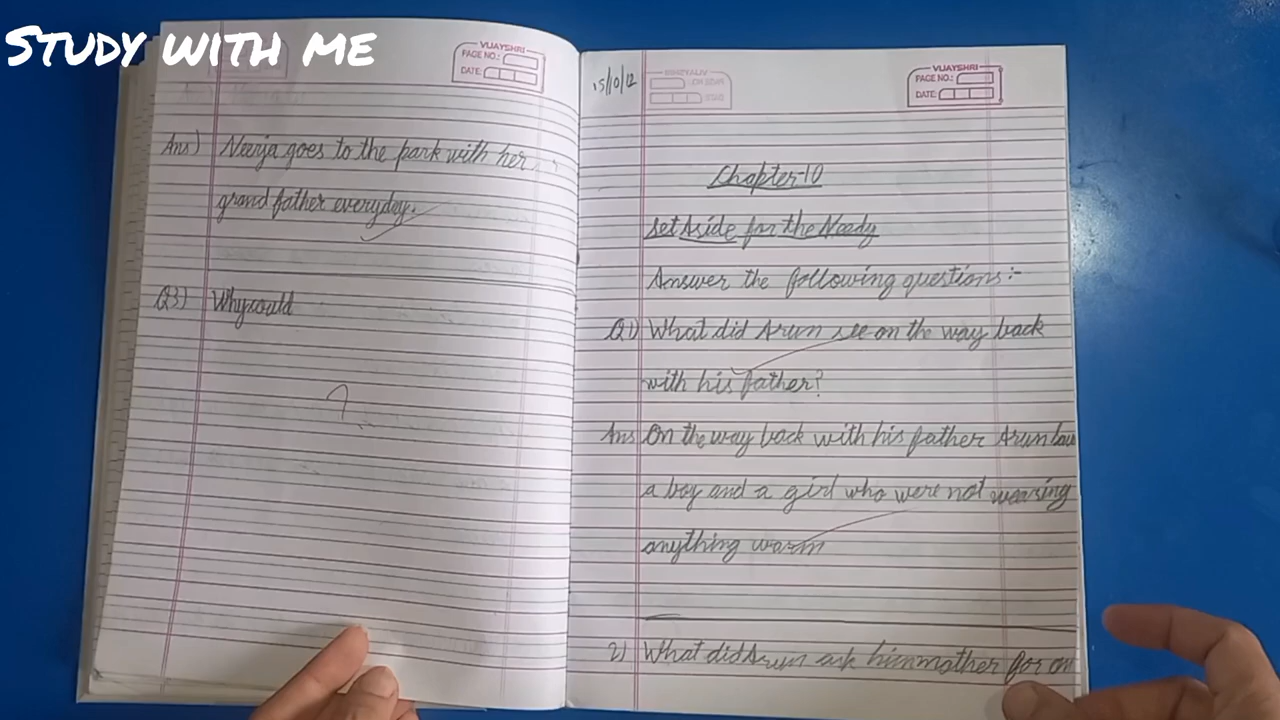 STUDY WITH ME
VIJAYSHRI
PAGE NO.:
DATE:
Ans) Neerja goes to the park with her
grand father everyday.
Q3) Why would
?
15/10/12
VIJAYSHRI
PAGE NO.:
DATE:
Chapter-10
Set Aside for the Needy
Answer the following questions:-
Q1) What did Arun see on the way back
with his father?
Ans On the way back with his father Arun
a boy and a girl who were not wearing
anything warm
2) What did Arun ask him mother for on